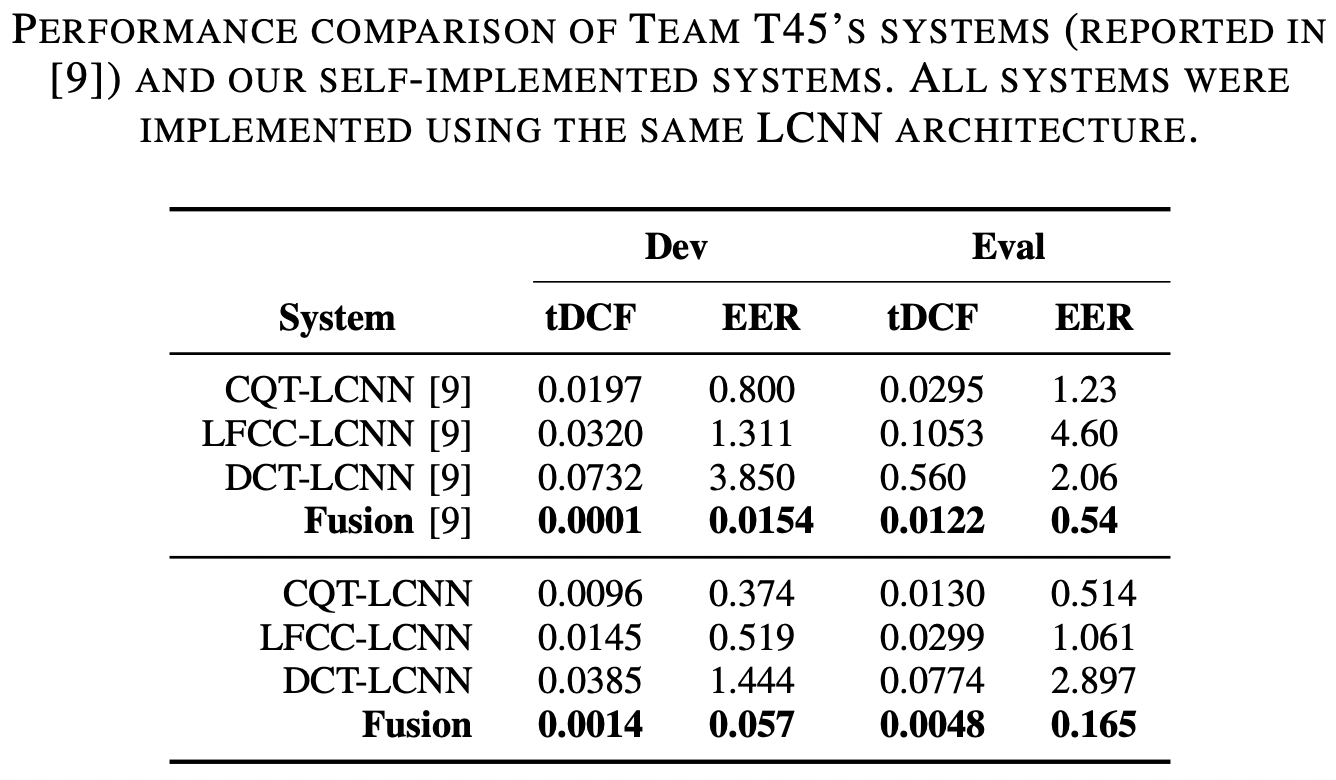 PERFORMANCE COMPARISON OF TEAM T45'S SYSTEMS (REPORTED IN
[9]) AND OUR SELF-IMPLEMENTED SYSTEMS. ALL SYSTEMS WERE
IMPLEMENTED USING THE SAME LCNN ARCHITECTURE.
Dev Eval
System tDCF EER tDCF EER
CQT-LCNN [9] 0.0197 0.800 0.0295 1.23
LFCC-LCNN [9] 0.0320 1.311 0.1053 4.60
DCT-LCNN [9] 0.0732 3.850 0.560 2.06
Fusion [9] 0.0001 0.0154 0.0122 0.54
CQT-LCNN 0.0096 0.374 0.0130 0.514
LFCC-LCNN 0.0145 0.519 0.0299 1.061
DCT-LCNN 0.0385 1.444 0.0774 2.897
Fusion 0.0014 0.057 0.0048 0.165